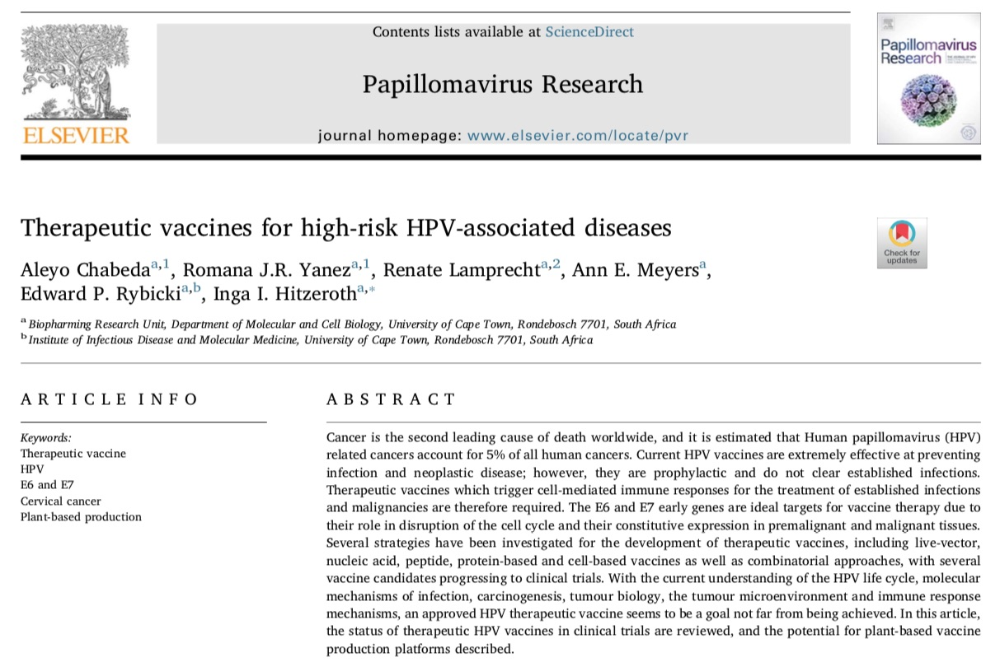 Contents lists available at ScienceDirect
Papillomavirus Research
journal homepage: www.elsevier.com/locate/pvr
ELSEVIER
Papillomavirus
Research
Therapeutic vaccines for high-risk HPV-associated diseases
Check for
updates
Aleyo Chabeda^a,1, Romana J.R. Yanez^a,1, Renate Lamprecht^a,2, Ann E. Meyers^a,
Edward P. Rybicki^a,b, Inga I. Hitzeroth^a,*
^a Biopharming Research Unit, Department of Molecular and Cell Biology, University of Cape Town, Rondebosch 7701, South Africa
^b Institute of Infectious Disease and Molecular Medicine, University of Cape Town, Rondebosch 7701, South Africa
ARTICLE INFO
Keywords:
Therapeutic vaccine
HPV
E6 and E7
Cervical cancer
Plant-based production
ABSTRACT
Cancer is the second leading cause of death worldwide, and it is estimated that Human papillomavirus (HPV)
related cancers account for 5% of all human cancers. Current HPV vaccines are extremely effective at preventing
infection and neoplastic disease; however, they are prophylactic and do not clear established infections.
Therapeutic vaccines which trigger cell-mediated immune responses for the treatment of established infections
and malignancies are therefore required. The E6 and E7 early genes are ideal targets for vaccine therapy due to
their role in disruption of the cell cycle and their constitutive expression in premalignant and malignant tissues.
Several strategies have been investigated for the development of therapeutic vaccines, including live-vector,
nucleic acid, peptide, protein-based and cell-based vaccines as well as combinatorial approaches, with several
vaccine candidates progressing to clinical trials. With the current understanding of the HPV life cycle, molecular
mechanisms of infection, carcinogenesis, tumour biology, the tumour microenvironment and immune response
mechanisms, an approved HPV therapeutic vaccine seems to be a goal not far from being achieved. In this article,
the status of therapeutic HPV vaccines in clinical trials are reviewed, and the potential for plant-based vaccine
production platforms described.